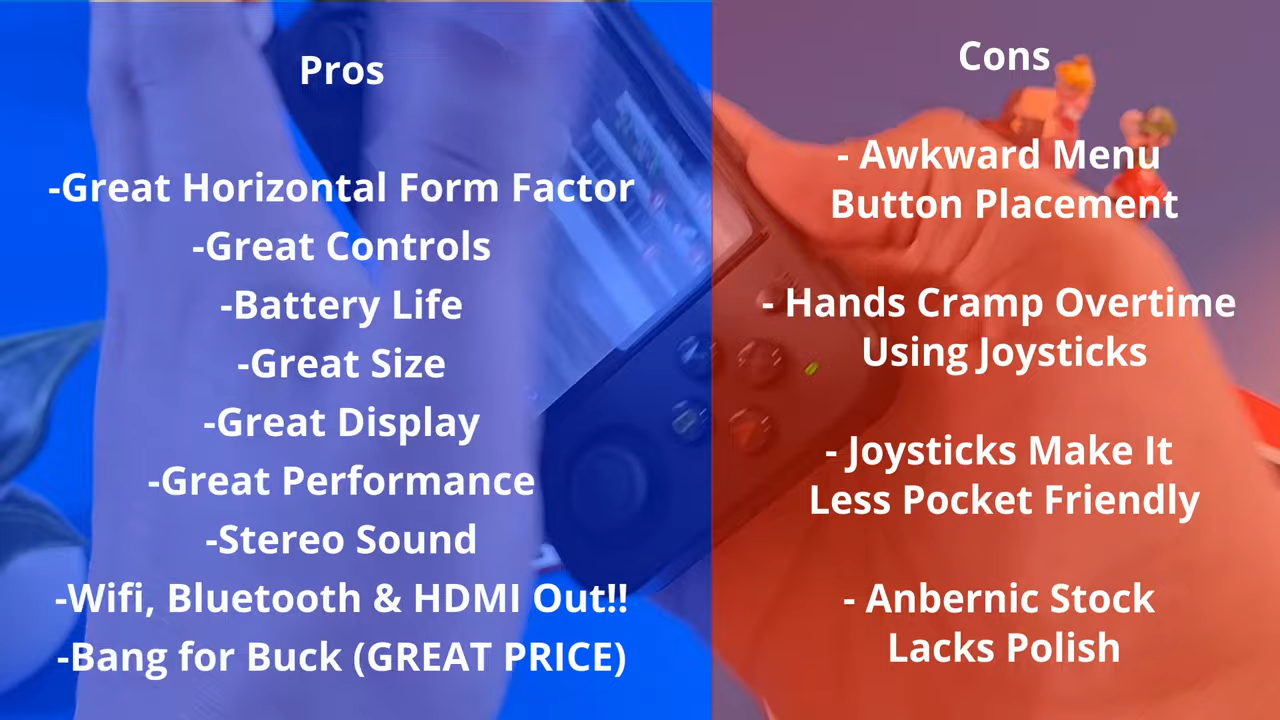 Pros
-Great Horizontal Form Factor
-Great Controls
-Battery Life
-Great Size
-Great Display
-Great Performance
-Stereo Sound
-Wifi, Bluetooth & HDMI Out!!
-Bang for Buck (GREAT PRICE)
Cons
- Awkward Menu
Button Placement
- Hands Cramp Overtime
Using Joysticks
- Joysticks Make It
Less Pocket Friendly
- Anbernic Stock
Lacks Polish